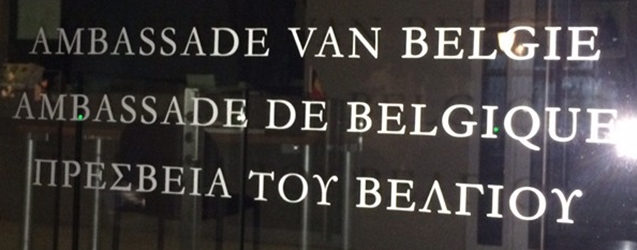 AMBASSADE VAN BELGIE
AMBASSADE DE BELGIQUE
ΠΡΕΣΒΕΙΑ ΤΟΥ ΒΕΛΓΙΟΥ